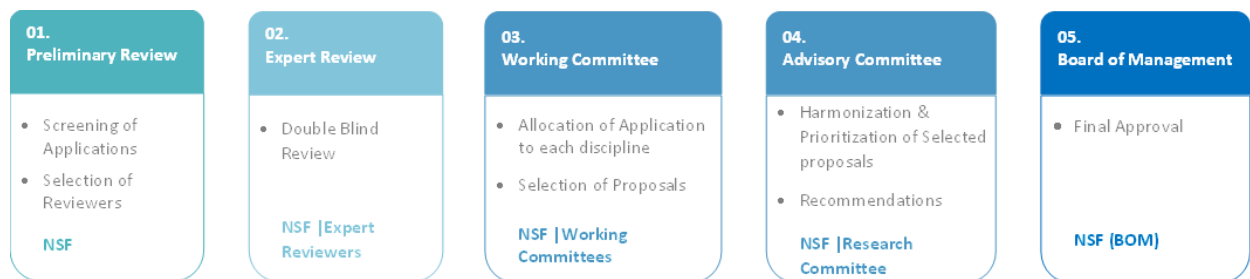 01.
Preliminary Review
• Screening of
Applications
• Selection of
Reviewers
NSF
02.
Expert Review
• Double Blind
Review
NSF |Expert
Reviewers
03.
Working Committee
• Allocation of Application
to each discipline
• Selection of Proposals
NSF |Working
Committees
04.
Advisory Committee
• Harmonization &
Prioritization of Selected
proposals
• Recommendations
NSF |Research
Committee
05.
Board of Management
• Final Approval
NSF (BOM)